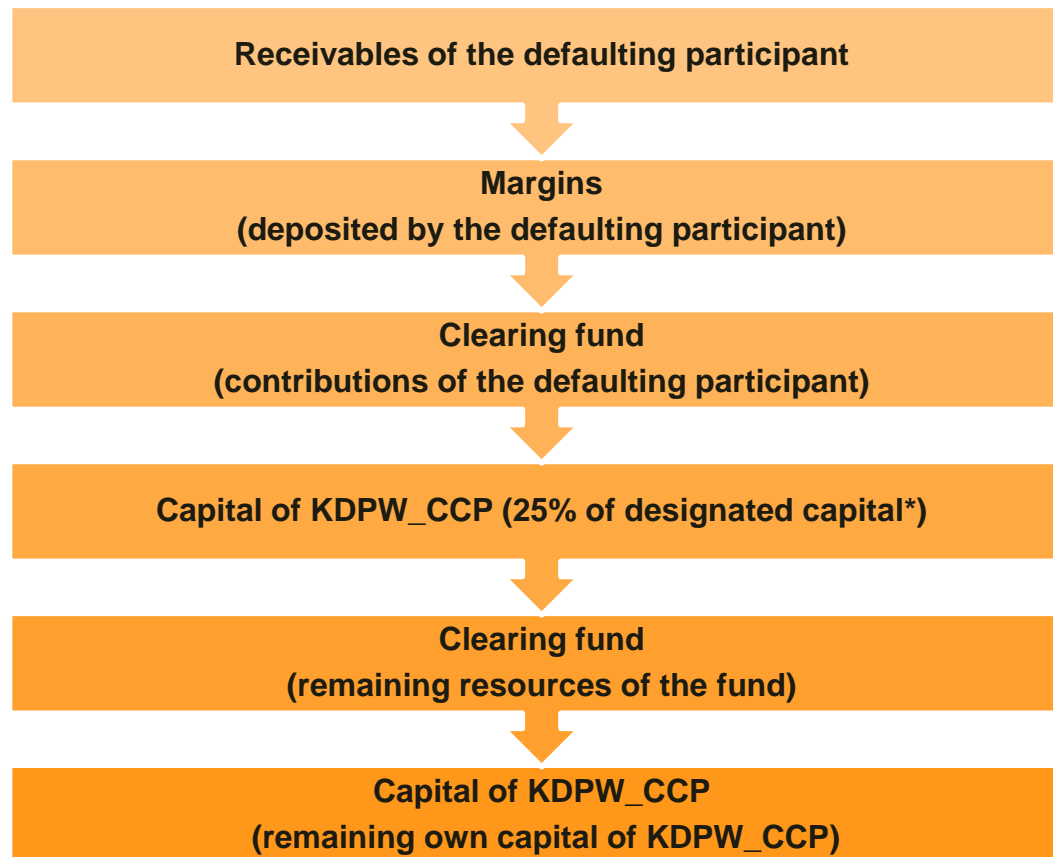 Receivables of the defaulting participant
Margins
(deposited by the defaulting participant)
Clearing fund
(contributions of the defaulting participant)
Capital of KDPW_CCP (25% of designated capital*)
Clearing fund
(remaining resources of the fund)
Capital of KDPW_CCP
(remaining own capital of KDPW_CCP)